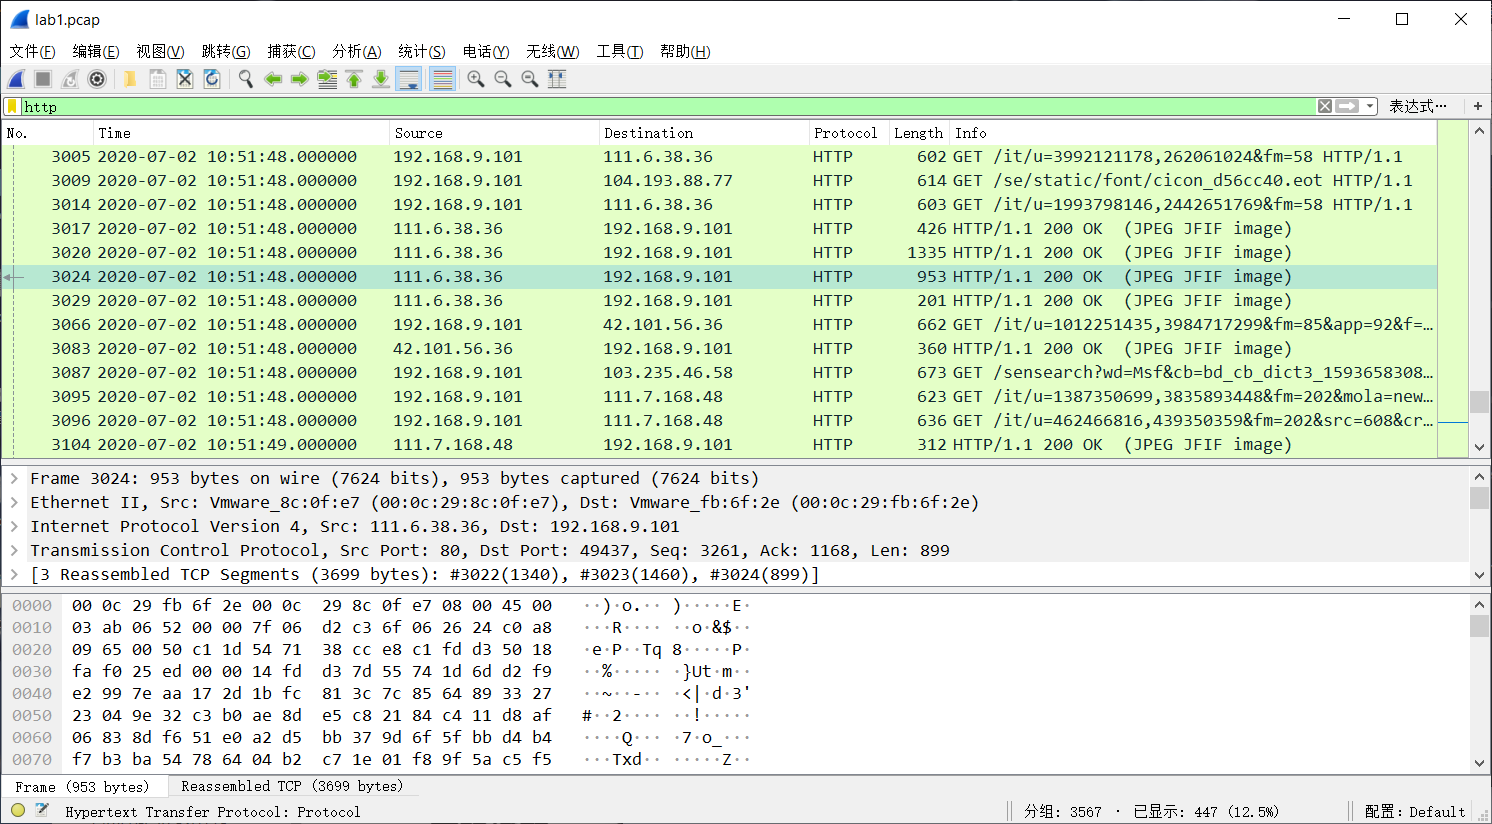 lab1.pcap
文件(F) 编辑(E) 视图(V) 跳转(G) 捕获(C) 分析(A) 统计(S) 电话(Y) 无线(W) 工具(T) 帮助(H)
http 表达式… +
No. Time Source Destination Protocol Length Info
3005 2020-07-02 10:51:48.000000 192.168.9.101 111.6.38.36 HTTP 602 GET /it/u=3992121178,262061024&fm=58 HTTP/1.1
3009 2020-07-02 10:51:48.000000 192.168.9.101 104.193.88.77 HTTP 614 GET /se/static/font/cicon_d56cc40.eot HTTP/1.1
3014 2020-07-02 10:51:48.000000 192.168.9.101 111.6.38.36 HTTP 603 GET /it/u=1993798146,2442651769&fm=58 HTTP/1.1
3017 2020-07-02 10:51:48.000000 111.6.38.36 192.168.9.101 HTTP 426 HTTP/1.1 200 OK (JPEG JFIF image)
3020 2020-07-02 10:51:48.000000 111.6.38.36 192.168.9.101 HTTP 1335 HTTP/1.1 200 OK (JPEG JFIF image)
3024 2020-07-02 10:51:48.000000 111.6.38.36 192.168.9.101 HTTP 953 HTTP/1.1 200 OK (JPEG JFIF image)
3029 2020-07-02 10:51:48.000000 111.6.38.36 192.168.9.101 HTTP 201 HTTP/1.1 200 OK (JPEG JFIF image)
3066 2020-07-02 10:51:48.000000 192.168.9.101 42.101.56.36 HTTP 662 GET /it/u=1012251435,3984717299&fm=85&app=92&f=…
3083 2020-07-02 10:51:48.000000 42.101.56.36 192.168.9.101 HTTP 360 HTTP/1.1 200 OK (JPEG JFIF image)
3087 2020-07-02 10:51:48.000000 192.168.9.101 103.235.46.58 HTTP 673 GET /sensearch?wd=Msf&cb=bd_cb_dict3_1593658308…
3095 2020-07-02 10:51:48.000000 192.168.9.101 111.7.168.48 HTTP 623 GET /it/u=1387350699,3835893448&fm=202&mola=new…
3096 2020-07-02 10:51:48.000000 192.168.9.101 111.7.168.48 HTTP 636 GET /it/u=462466816,439350359&fm=202&src=608&cr…
3104 2020-07-02 10:51:49.000000 111.7.168.48 192.168.9.101 HTTP 312 HTTP/1.1 200 OK (JPEG JFIF image)
Frame 3024: 953 bytes on wire (7624 bits), 953 bytes captured (7624 bits)
Ethernet II, Src: Vmware_8c:0f:e7 (00:0c:29:8c:0f:e7), Dst: Vmware_fb:6f:2e (00:0c:29:fb:6f:2e)
Internet Protocol Version 4, Src: 111.6.38.36, Dst: 192.168.9.101
Transmission Control Protocol, Src Port: 80, Dst Port: 49437, Seq: 3261, Ack: 1168, Len: 899
[3 Reassembled TCP Segments (3699 bytes): #3022(1340), #3023(1460), #3024(899)]
0000 00 0c 29 fb 6f 2e 00 0c 29 8c 0f e7 08 00 45 00 ··)·o.·· )·····E·
0010 03 ab 06 52 00 00 7f 06 d2 c3 6f 06 26 24 c0 a8 ···R···· ··o·&$··
0020 09 65 00 50 c1 1d 54 71 38 cc e8 c1 fd d3 50 18 ·e·P··Tq 8·····P·
0030 fa f0 25 ed 00 00 14 fd d3 7d 55 74 1d 6d d2 f9 ··%····· ·}Ut·m··
0040 e2 99 7e aa 17 2d 1b fc 81 3c 7c 85 64 89 33 27 ··~··-·· ·<|·d·3'
0050 23 04 9e 32 c3 b0 ae 8d e5 c8 21 84 c4 11 d8 af #··2···· ··!·····
0060 06 83 8d f6 51 e0 a2 d5 bb 37 9d 6f 5f bb d4 b4 ····Q··· ·7·o_···
0070 f7 b3 ba 54 78 64 04 b2 c7 1e 01 f8 9f 5a c5 f5 ···Txd·· ·····Z··
Frame (953 bytes) Reassembled TCP (3699 bytes)
Hypertext Transfer Protocol: Protocol 分组: 3567 · 已显示: 447 (12.5%) 配置: Default